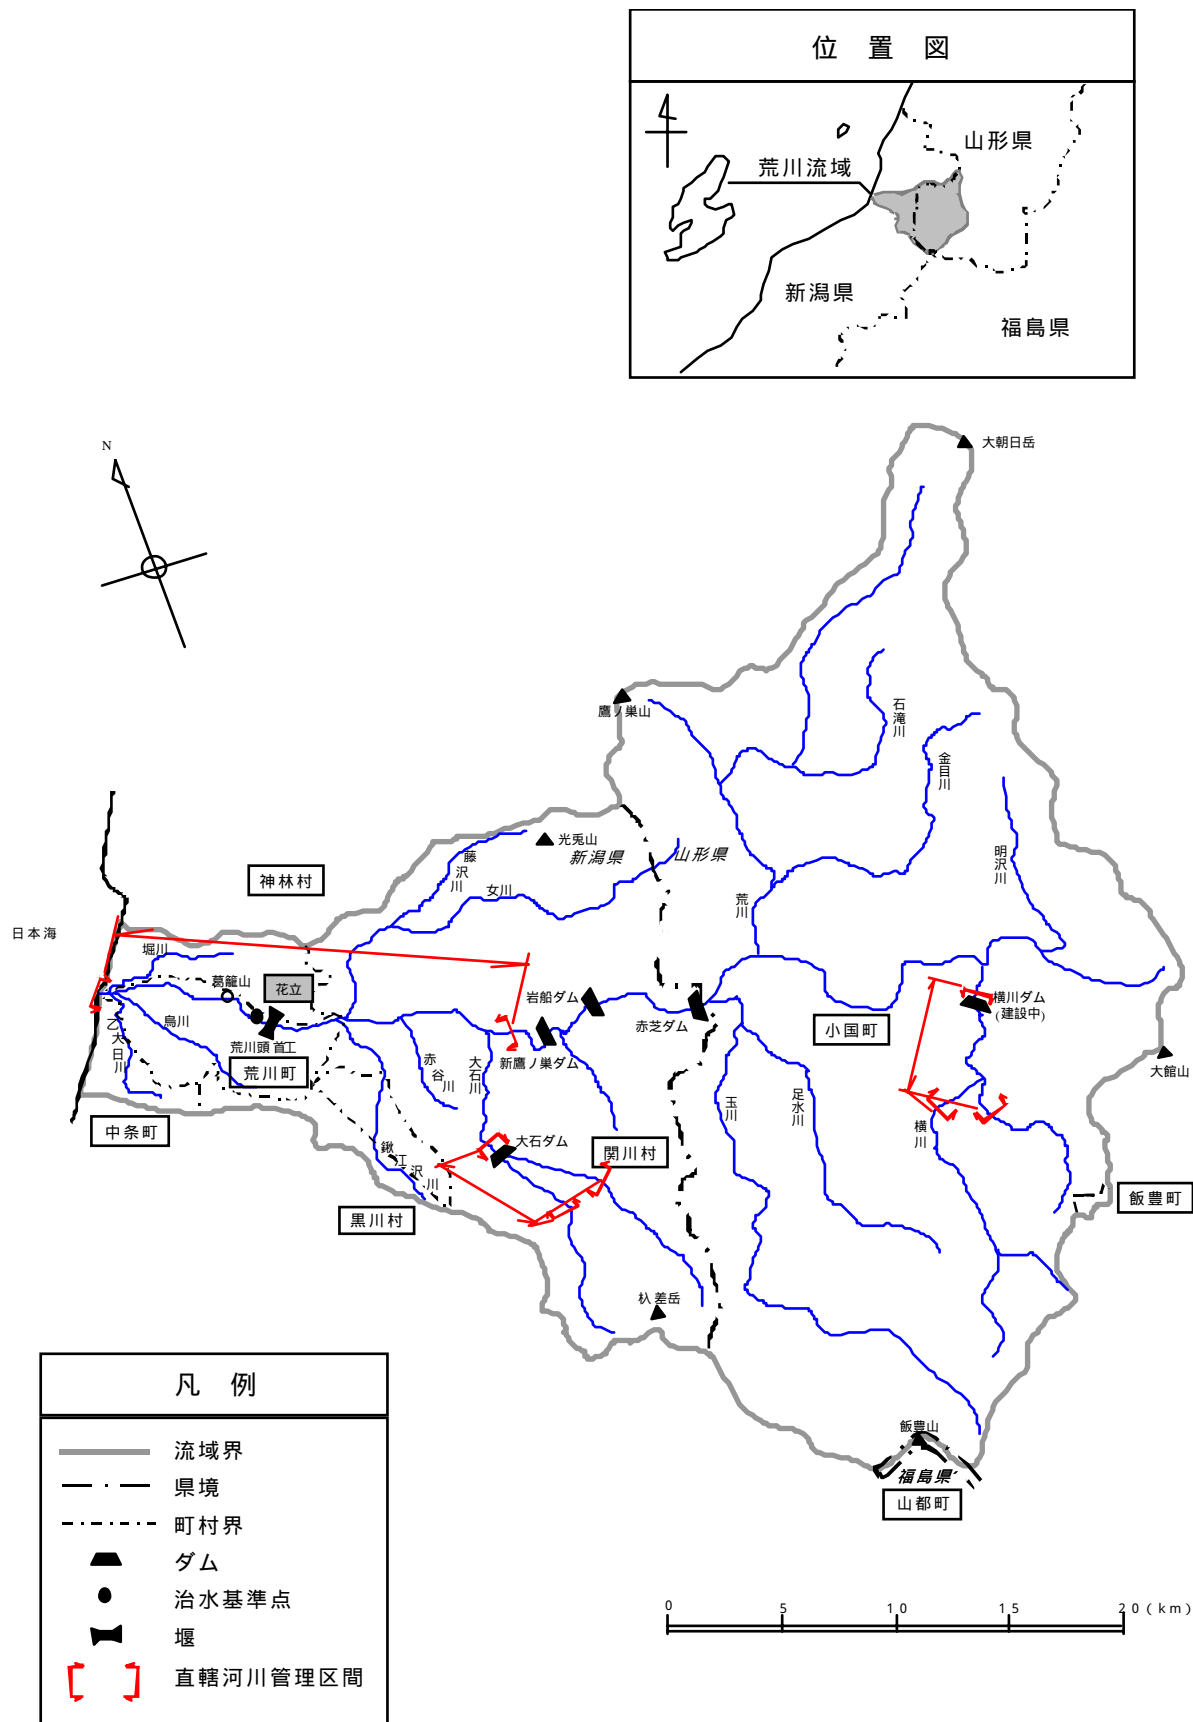 位 置 図
山形県
荒川流域
新潟県
福島県
N
大朝日岳
鷹ノ巣山
石滝川
金目川
光兎山
新潟県
山形県
藤沢川
女川
明沢川
神林村
荒川
日本海
堀川
葛籠山
花立
岩船ダム
赤芝ダム
横川ダム
(建設中)
小国町
烏川
乙大日川
荒川頭首工
荒川町
赤谷川
大石川
新鷹ノ巣ダム
大館山
玉川
足水川
横川
中条町
鍬江沢川
大石ダム
関川村
黒川村
飯豊町
杁差岳
飯豊山
福島県
山都町
凡 例
流域界
県境
町村界
ダム
治水基準点
堰
直轄河川管理区間
0 5 10 15 20(km)